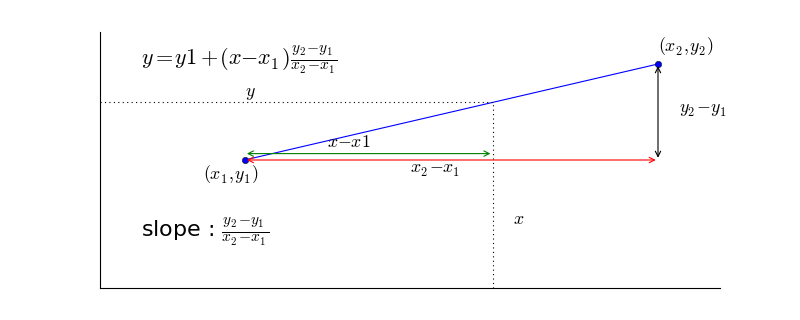 (x₂,y₂)
y=y1+(x−x₁)(y₂−y₁)/(x₂−x₁)
y
y₂−y₁
x−x1
x₂−x₁
(x₁,y₁)
x
slope : (y₂−y₁)/(x₂−x₁)